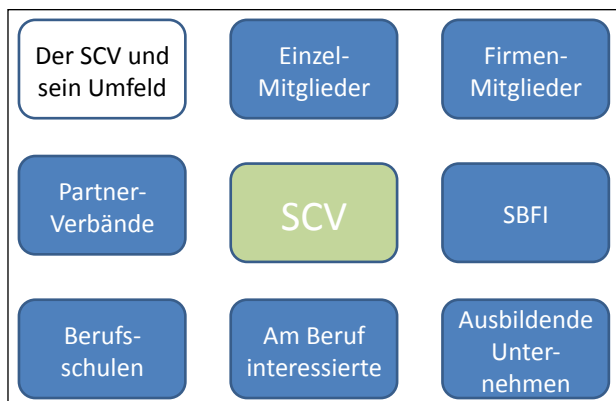 Der SCV und
sein Umfeld
Einzel-
Mitglieder
Firmen-
Mitglieder
Partner-
Verbände
SCV
SBFI
Berufs-
schulen
Am Beruf
interessierte
Ausbildende
Unter-
nehmen